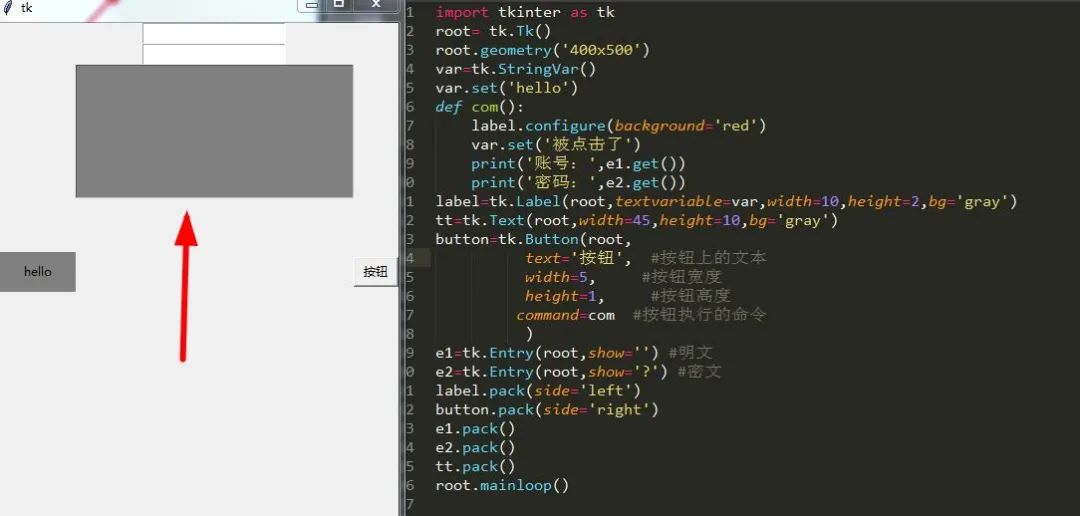 tk
hello
按钮
1 import tkinter as tk
2 root= tk.Tk()
3 root.geometry('400x500')
4 var=tk.StringVar()
5 var.set('hello')
6 def com():
7 label.configure(background='red')
8 var.set('被点击了')
9 print('账号: ',e1.get())
0 print('密码: ',e2.get())
1 label=tk.Label(root,textvariable=var,width=10,height=2,bg='gray')
2 tt=tk.Text(root,width=45,height=10,bg='gray')
3 button=tk.Button(root,
4 text='按钮', #按钮上的文本
5 width=5, #按钮宽度
6 height=1, #按钮高度
7 command=com #按钮执行的命令
8 )
9 e1=tk.Entry(root,show='') #明文
0 e2=tk.Entry(root,show='?') #密文
1 label.pack(side='left')
2 button.pack(side='right')
3 e1.pack()
4 e2.pack()
5 tt.pack()
6 root.mainloop()
7